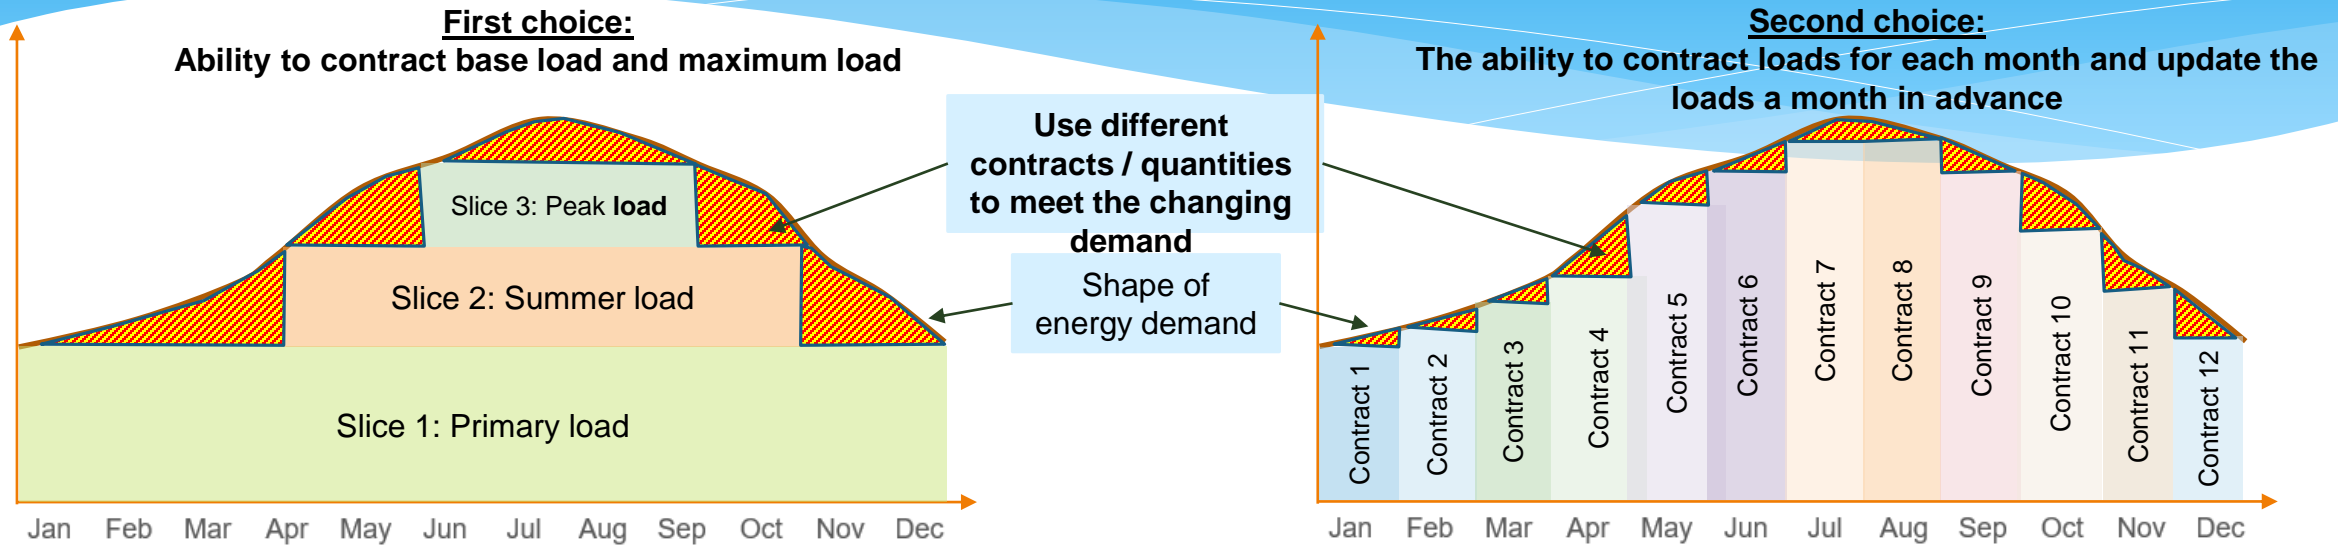 First choice:
Ability to contract base load and maximum load
Slice 3: Peak load
Slice 2: Summer load
Slice 1: Primary load
Jan Feb Mar Apr May Jun Jul Aug Sep Oct Nov Dec
Use different
contracts / quantities
to meet the changing
demand
Shape of
energy demand
Second choice:
The ability to contract loads for each month and update the
loads a month in advance
Contract 1
Contract 2
Contract 3
Contract 4
Contract 5
Contract 6
Contract 7
Contract 8
Contract 9
Contract 10
Contract 11
Contract 12
Jan Feb Mar Apr May Jun Jul Aug Sep Oct Nov Dec